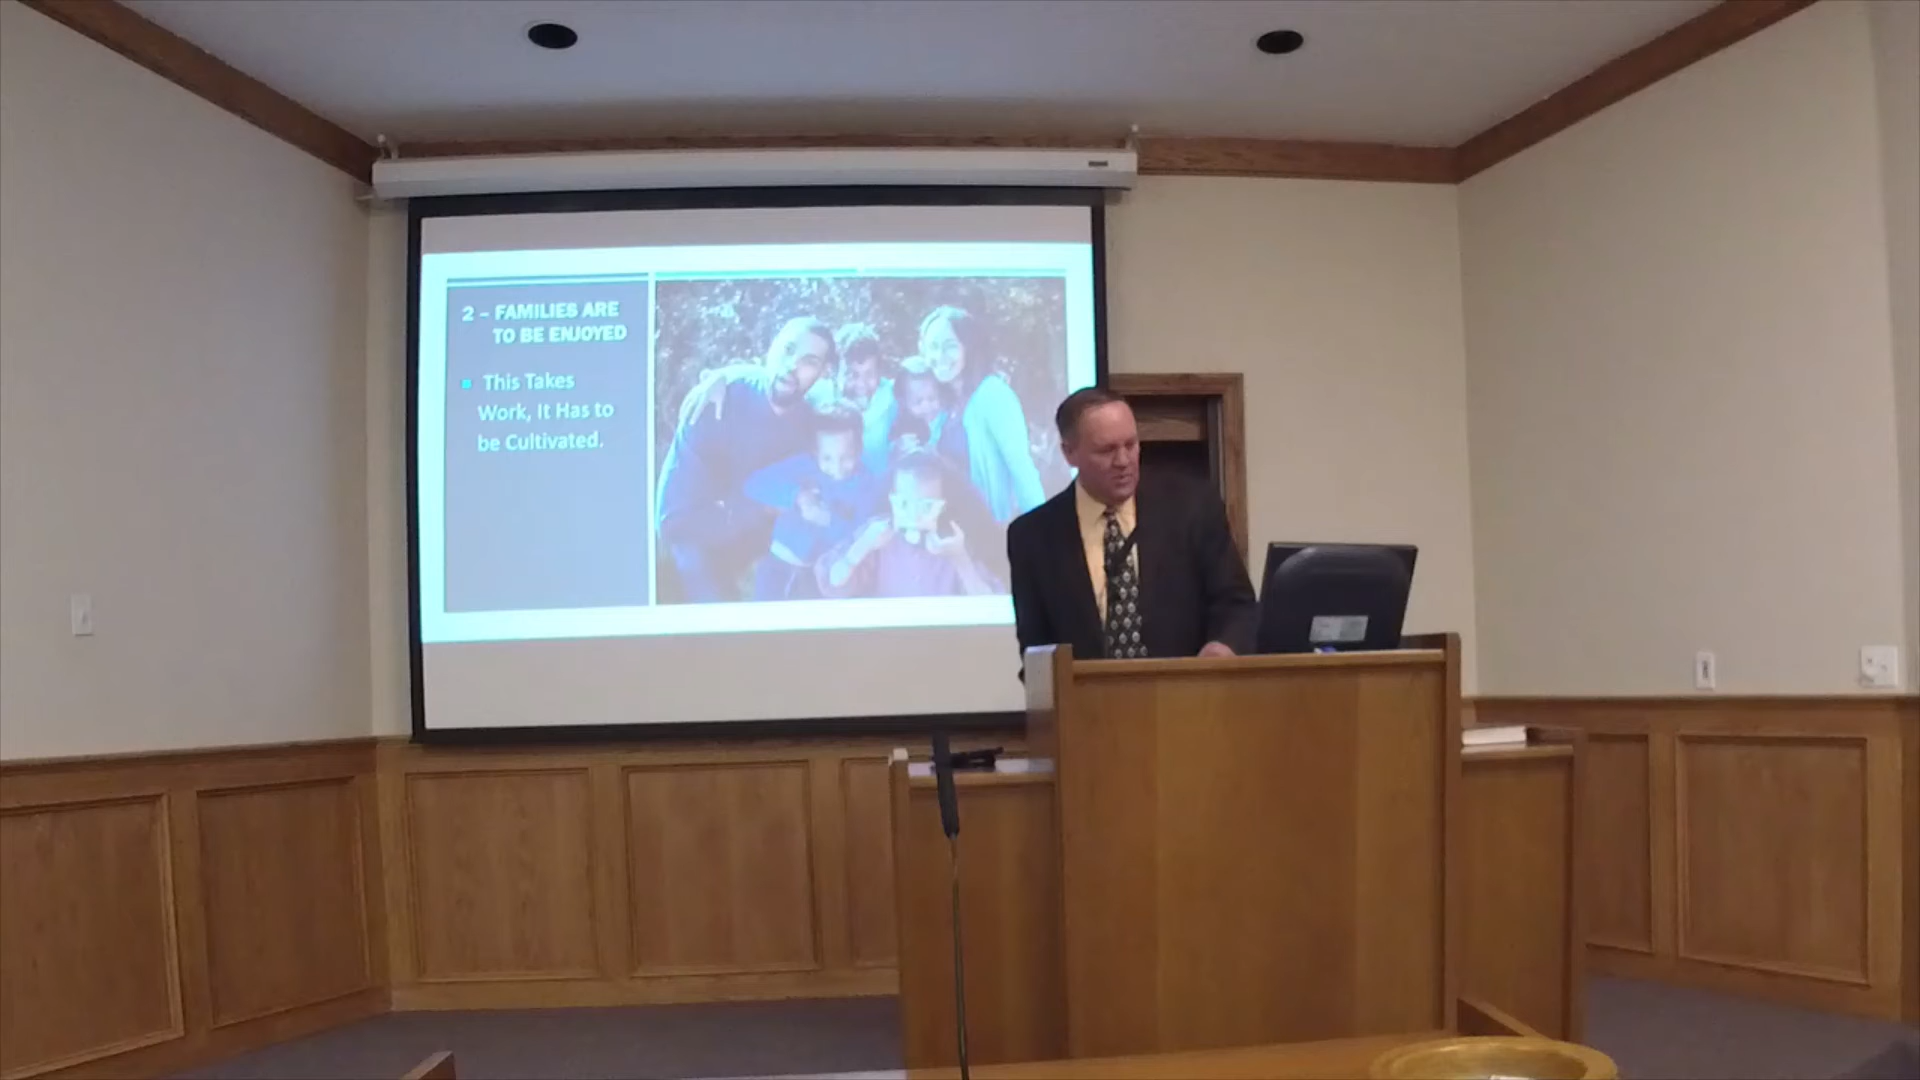 2 – FAMILIES ARE
TO BE ENJOYED
This Takes
Work, It Has to
be Cultivated.